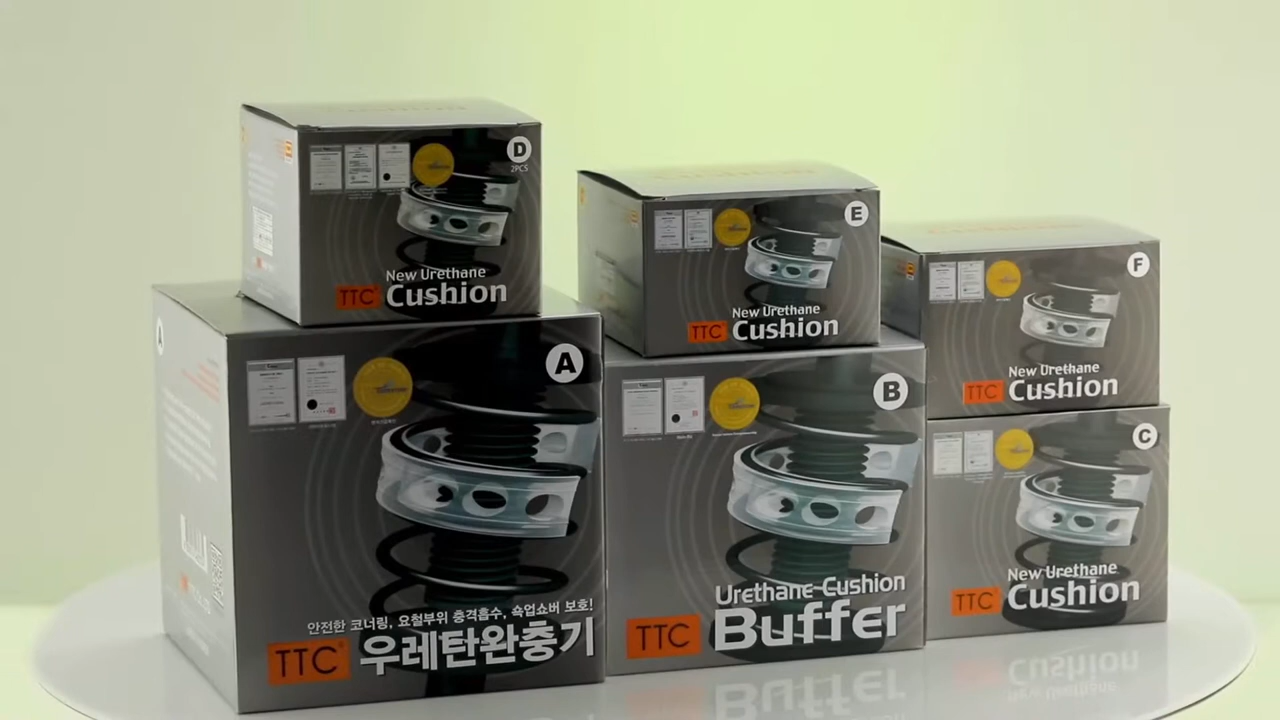 D
2PCS
New Urethane
TTC Cushion
E
New Urethane
TTC Cushion
F
New Urethane
TTC Cushion
A
안전한 코너링, 요철부위 충격흡수, 쇽업쇼버 보호!
TTC® 우레탄완충기
B
Urethane Cushion
TTC Buffer
C
New Urethane
TTC Cushion